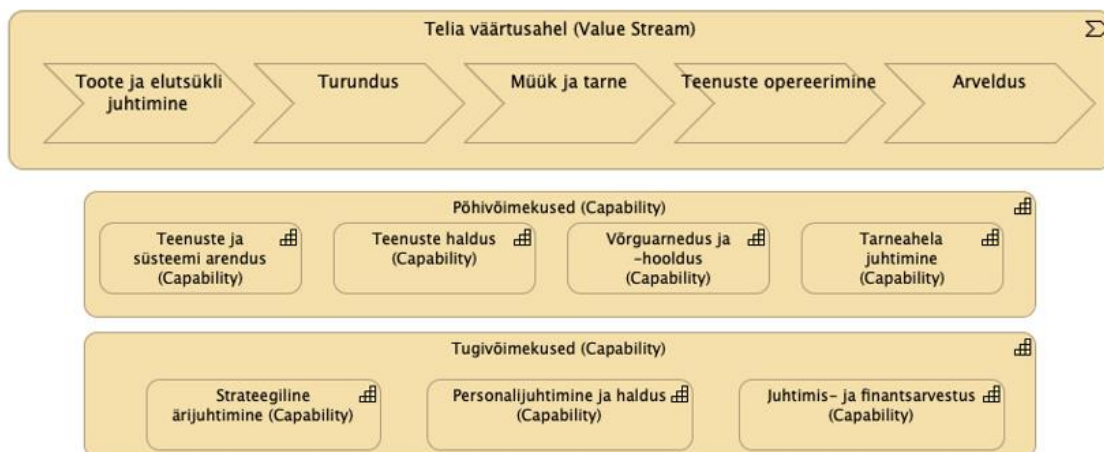 Telia väärtusahel (Value Stream)
Toote ja elutsükli
juhtimine
Turundus
Müük ja tarne
Teenuste opereerimine
Arveldus
Põhivõimekused (Capability)
Teenuste ja
süsteemi arendus
(Capability)
Teenuste haldus
(Capability)
Võrguarnedus ja
-hooldus
(Capability)
Tarneahela
juhtimine
(Capability)
Tugivõimekused (Capability)
Strateegiline
ärijuhtimine (Capability)
Personalijuhtimine ja haldus
(Capability)
Juhtimis- ja finantsarvestus
(Capability)